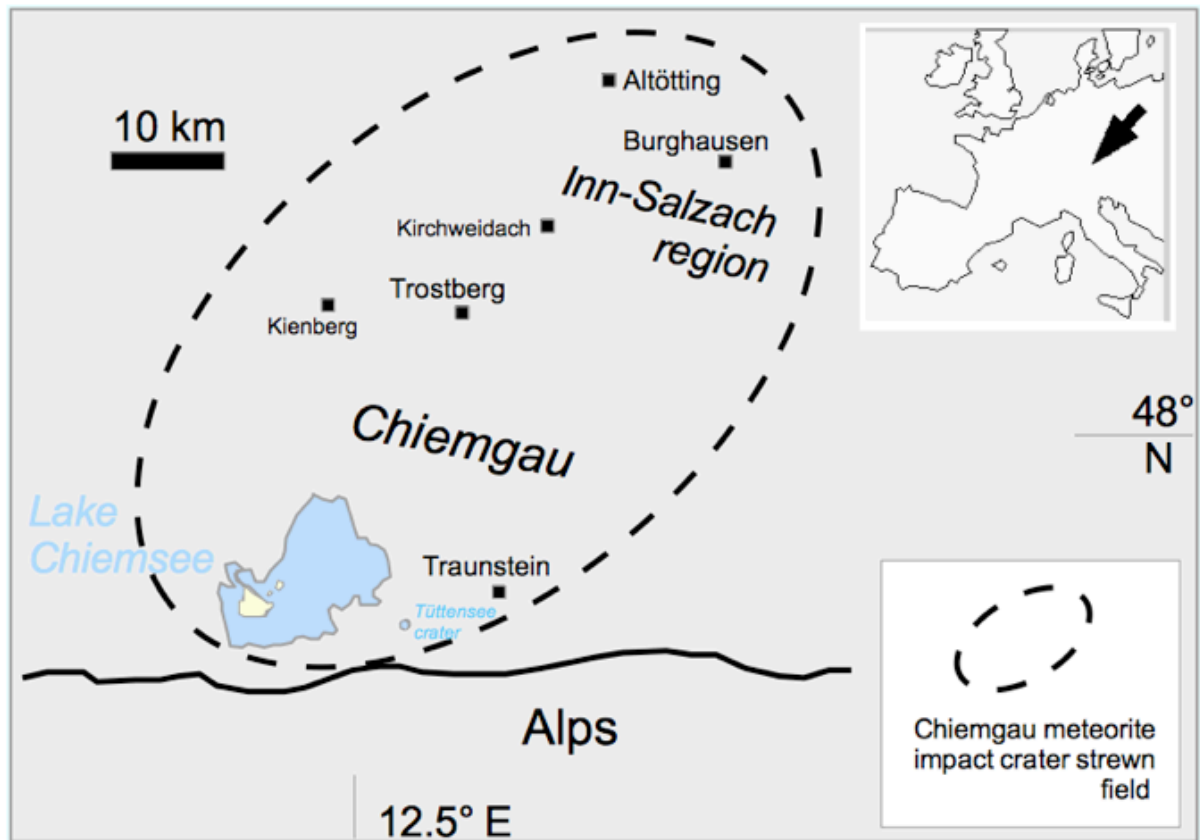 Altötting
10 km
Burghausen
Inn-Salzach
region
Kirchweidach
Trostberg
Kienberg
Chiemgau
48°
N
Lake
Chiemsee
Traunstein
Tüttensee
crater
Alps
Chiemgau meteorite
impact crater strewn
field
12.5° E